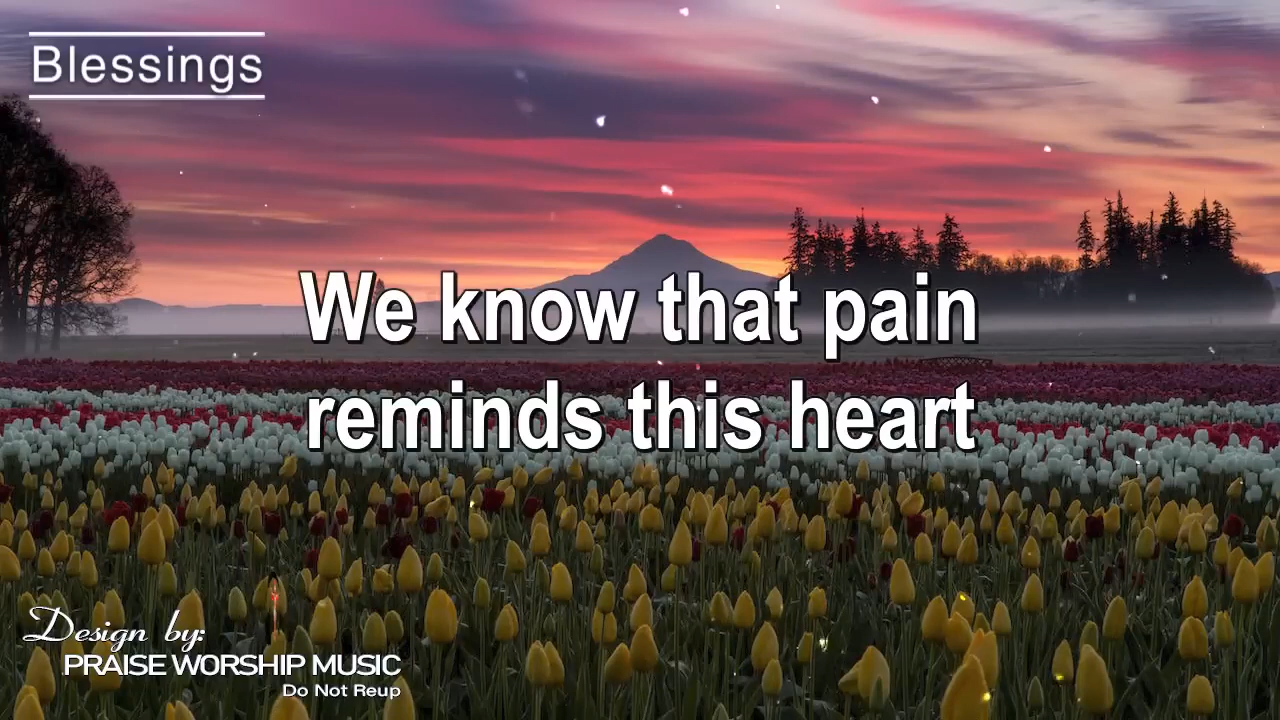 Blessings
We know that pain
reminds this heart
Design by:
PRAISE WORSHIP MUSIC
Do Not Reup